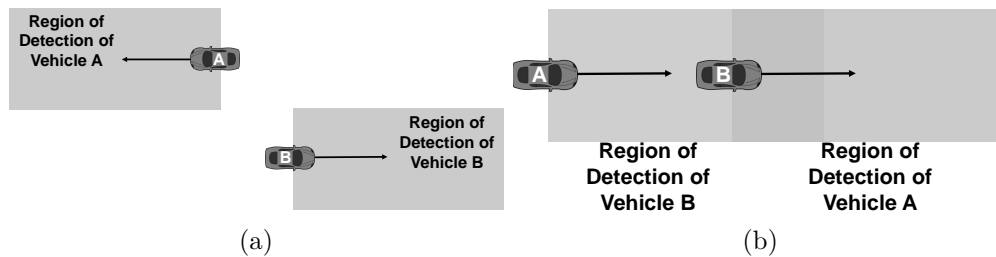 Region of
Detection of
Vehicle A
A
B
Region of
Detection of
Vehicle B
(a)
A
B
Region of
Detection of
Vehicle B
Region of
Detection of
Vehicle A
(b)